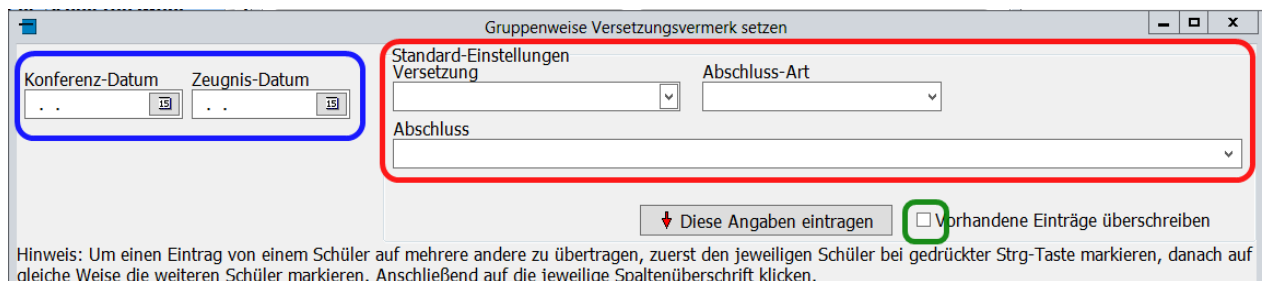 Gruppenweise Versetzungsvermerk setzen
Standard-Einstellungen
Konferenz-Datum Zeugnis-Datum Versetzung Abschluss-Art
. . 15 . . 15
Abschluss
Diese Angaben eintragen Vorhandene Einträge überschreiben
Hinweis: Um einen Eintrag von einem Schüler auf mehrere andere zu übertragen, zuerst den jeweiligen Schüler bei gedrückter Strg-Taste markieren, danach auf
gleiche Weise die weiteren Schüler markieren. Anschließend auf die jeweilige Spaltenüberschrift klicken.